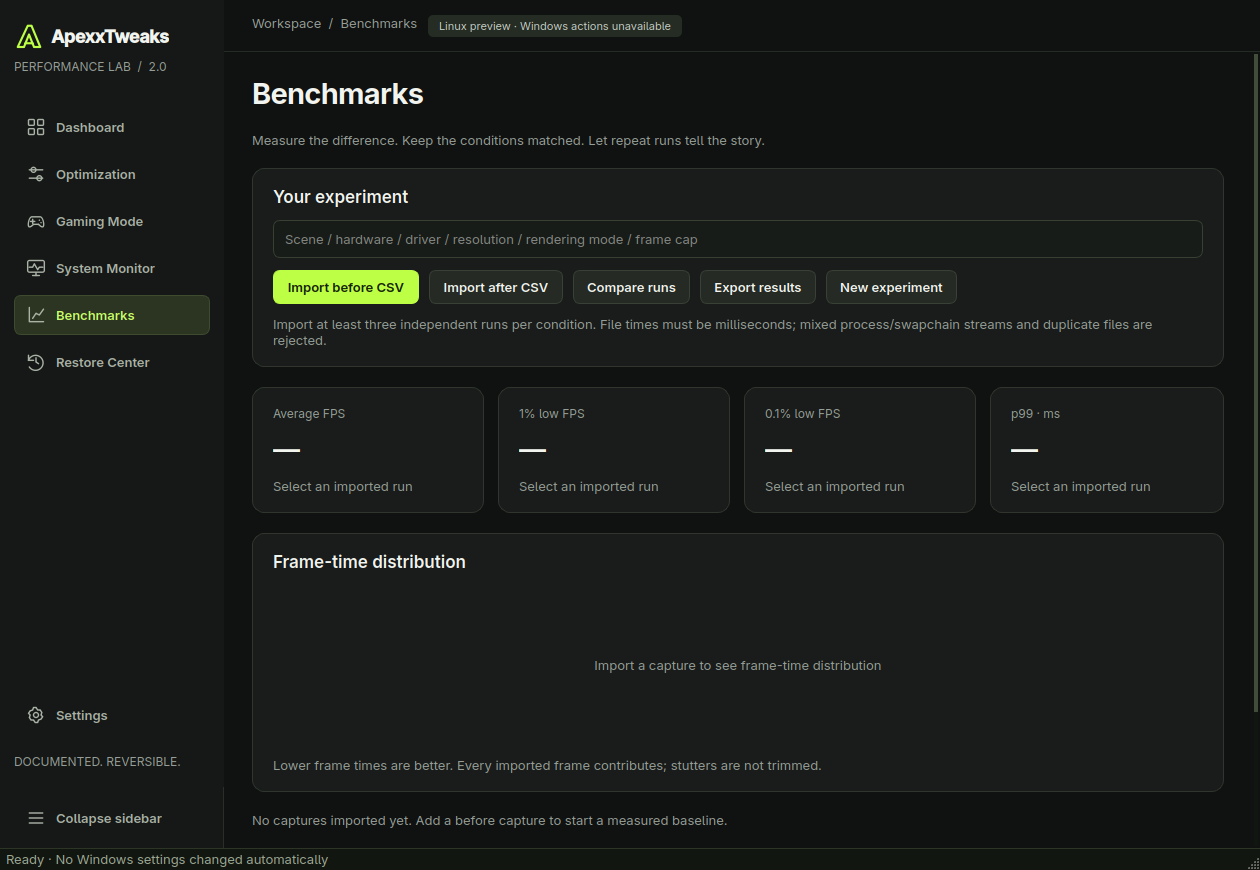 ApexxTweaks
PERFORMANCE LAB / 2.0
Dashboard
Optimization
Gaming Mode
System Monitor
Benchmarks
Restore Center
Settings
DOCUMENTED. REVERSIBLE.
Collapse sidebar
Workspace / Benchmarks
Linux preview · Windows actions unavailable
Benchmarks
Measure the difference. Keep the conditions matched. Let repeat runs tell the story.
Your experiment
Scene / hardware / driver / resolution / rendering mode / frame cap
Import before CSV
Import after CSV
Compare runs
Export results
New experiment
Import at least three independent runs per condition. File times must be milliseconds; mixed process/swapchain streams and duplicate files are
rejected.
Average FPS
—
Select an imported run
1% low FPS
—
Select an imported run
0.1% low FPS
—
Select an imported run
p99 · ms
—
Select an imported run
Frame-time distribution
Import a capture to see frame-time distribution
Lower frame times are better. Every imported frame contributes; stutters are not trimmed.
No captures imported yet. Add a before capture to start a measured baseline.
Ready · No Windows settings changed automatically